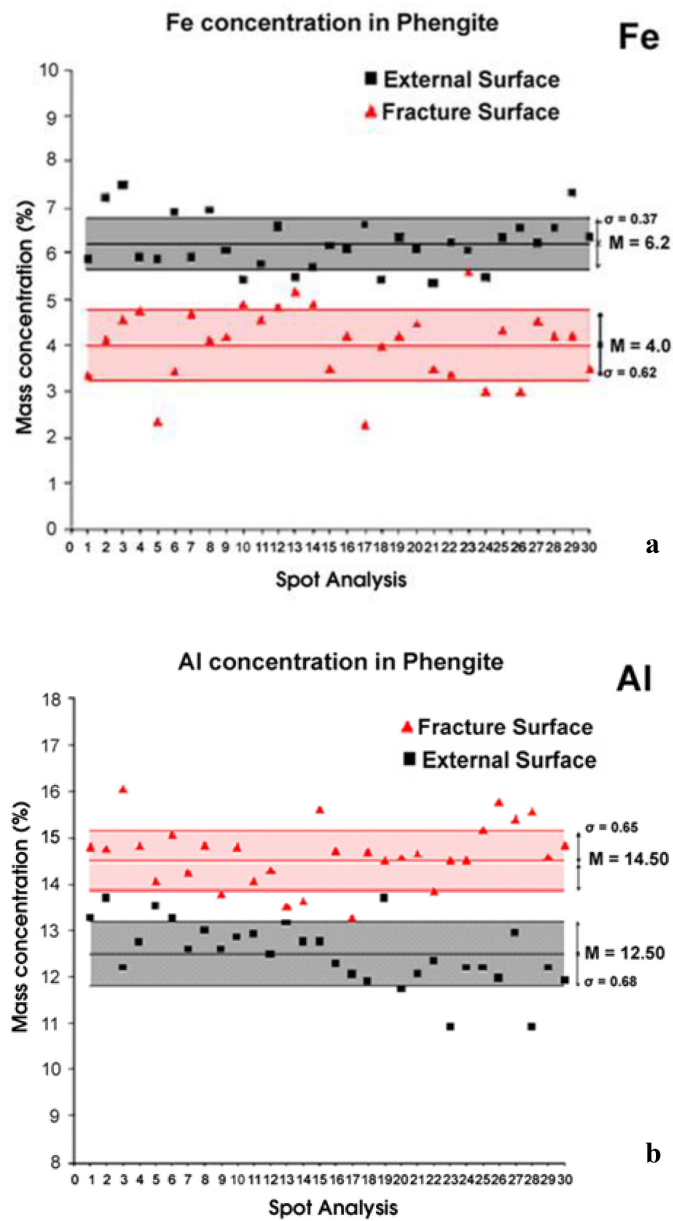 Fe concentration in Phengite
Fe
External Surface
Fracture Surface
10
9
8
7
6
5
4
3
2
1
0
Mass concentration (%)
σ = 0.37
M = 6.2
M = 4.0
σ = 0.62
0 1 2 3 4 5 6 7 8 9 10 11 12 13 14 15 16 17 18 19 20 21 22 23 24 25 26 27 28 29 30
Spot Analysis
a
Al concentration in Phengite
Al
Fracture Surface
External Surface
18
17
16
15
14
13
12
11
10
9
8
Mass concentration (%)
σ = 0.65
M = 14.50
M = 12.50
σ = 0.68
0 1 2 3 4 5 6 7 8 9 10 11 12 13 14 15 16 17 18 19 20 21 22 23 24 25 26 27 28 29 30
Spot Analysis
b